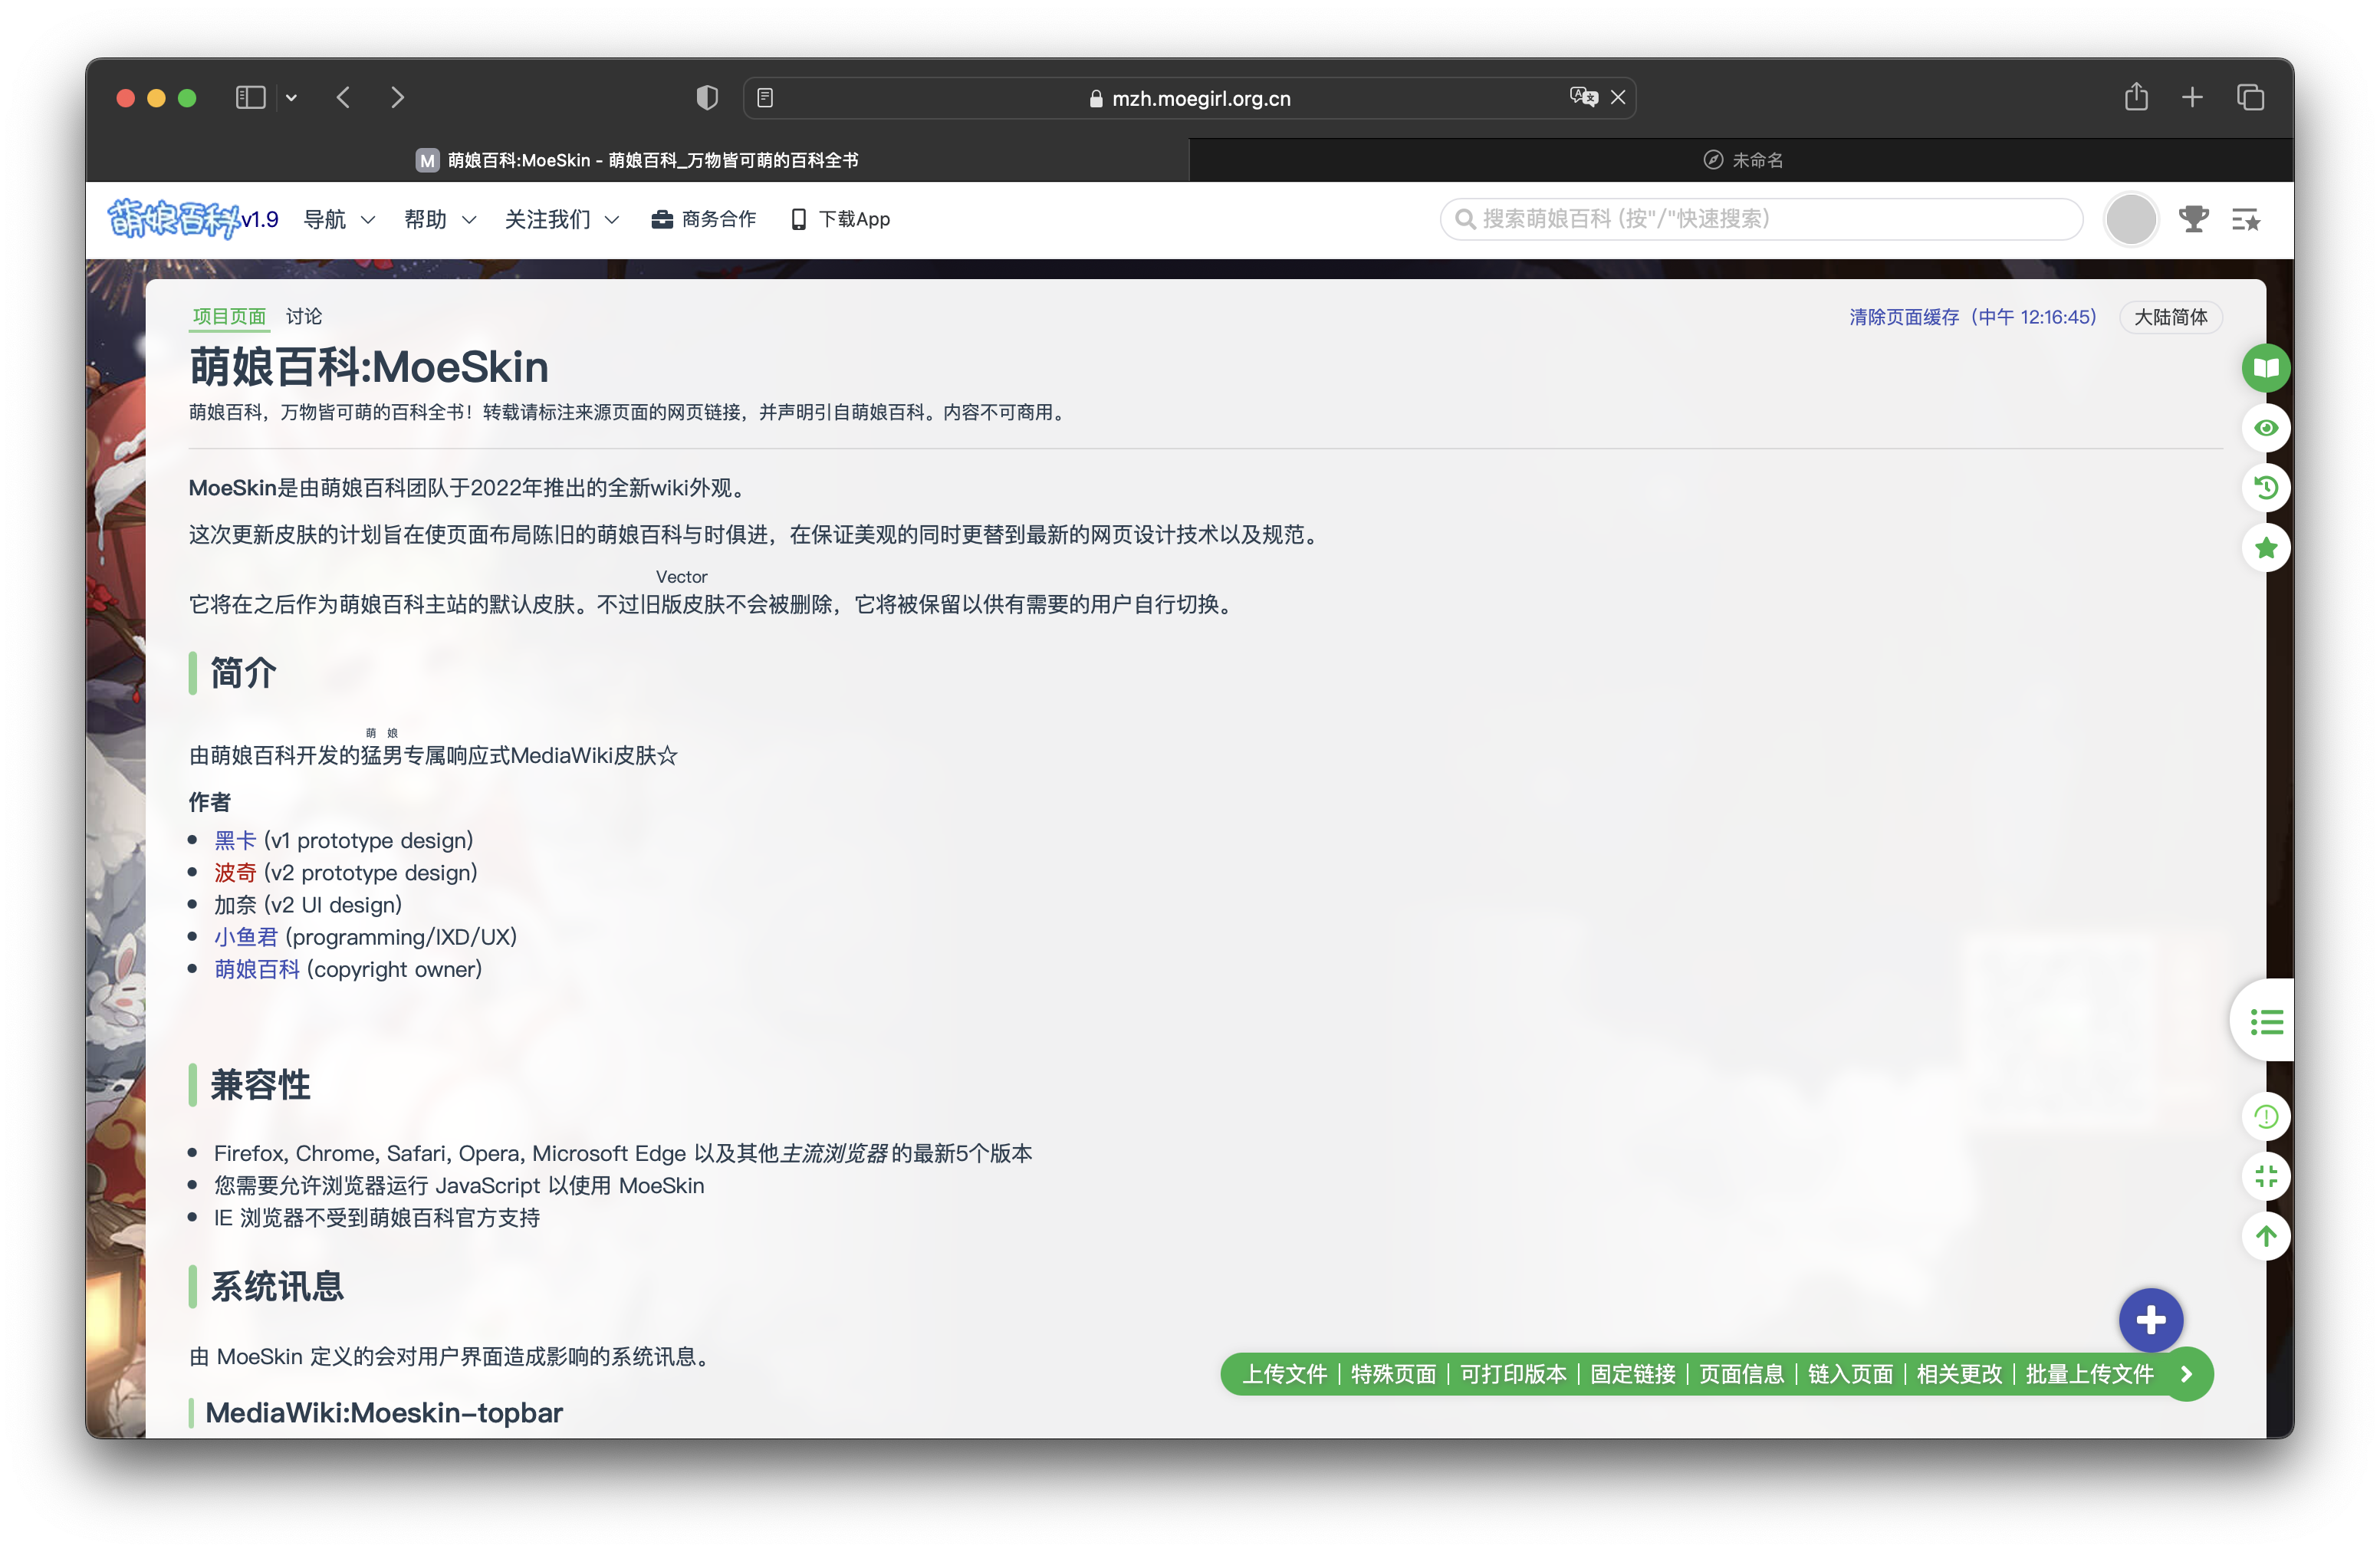 mzh.moegirl.org.cn
M 萌娘百科:MoeSkin - 萌娘百科_万物皆可萌的百科全书
未命名
萌娘百科v1.9 导航 帮助 关注我们 商务合作 下载App
搜索萌娘百科 (按"/"快速搜索)
项目页面 讨论
清除页面缓存（中午 12:16:45） 大陆简体
萌娘百科:MoeSkin
萌娘百科，万物皆可萌的百科全书！转载请标注来源页面的网页链接，并声明引自萌娘百科。内容不可商用。
MoeSkin是由萌娘百科团队于2022年推出的全新wiki外观。
这次更新皮肤的计划旨在使页面布局陈旧的萌娘百科与时俱进，在保证美观的同时更替到最新的网页设计技术以及规范。
Vector
它将在之后作为萌娘百科主站的默认皮肤。不过旧版皮肤不会被删除，它将被保留以供有需要的用户自行切换。
简介
萌 娘
由萌娘百科开发的猛男专属响应式MediaWiki皮肤☆
作者
黑卡 (v1 prototype design)
波奇 (v2 prototype design)
加奈 (v2 UI design)
小鱼君 (programming/IXD/UX)
萌娘百科 (copyright owner)
兼容性
Firefox, Chrome, Safari, Opera, Microsoft Edge 以及其他主流浏览器 的最新5个版本
您需要允许浏览器运行 JavaScript 以使用 MoeSkin
IE 浏览器不受到萌娘百科官方支持
系统讯息
由 MoeSkin 定义的会对用户界面造成影响的系统讯息。
上传文件 | 特殊页面 | 可打印版本 | 固定链接 | 页面信息 | 链入页面 | 相关更改 | 批量上传文件
MediaWiki:Moeskin-topbar